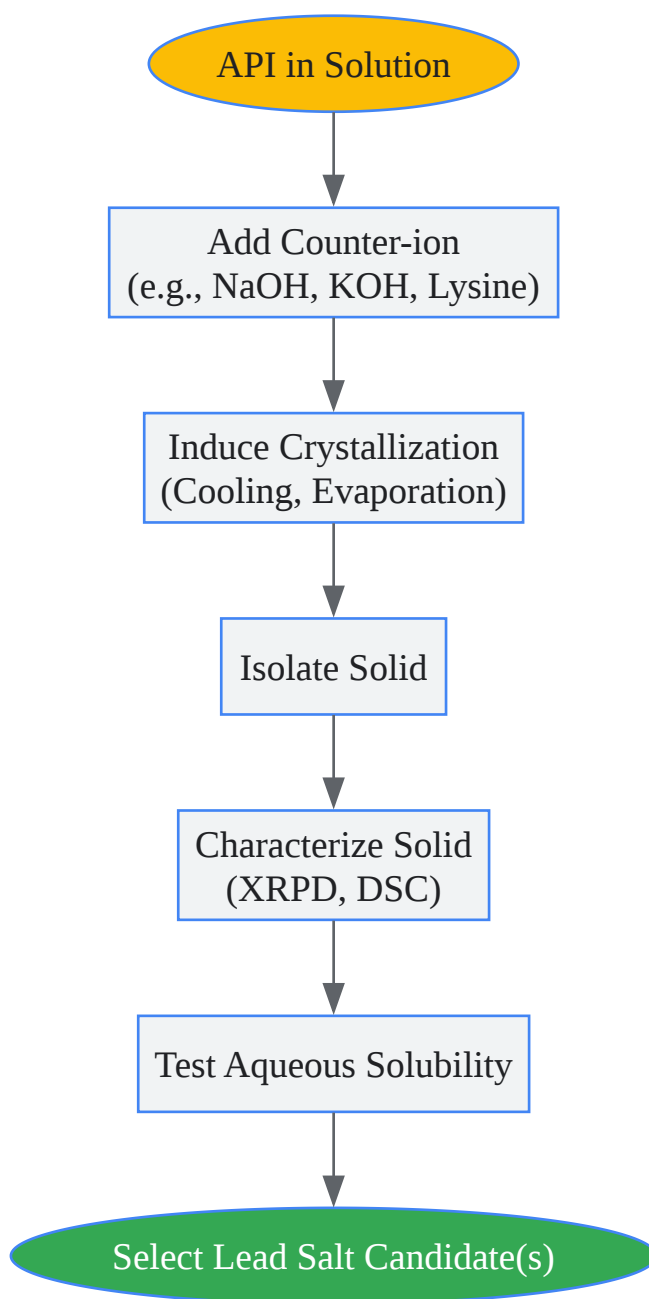 API in Solution
Add Counter-ion
(e.g., NaOH, KOH, Lysine)
Induce Crystallization
(Cooling, Evaporation)
Isolate Solid
Characterize Solid
(XRPD, DSC)
Test Aqueous Solubility
Select Lead Salt Candidate(s)